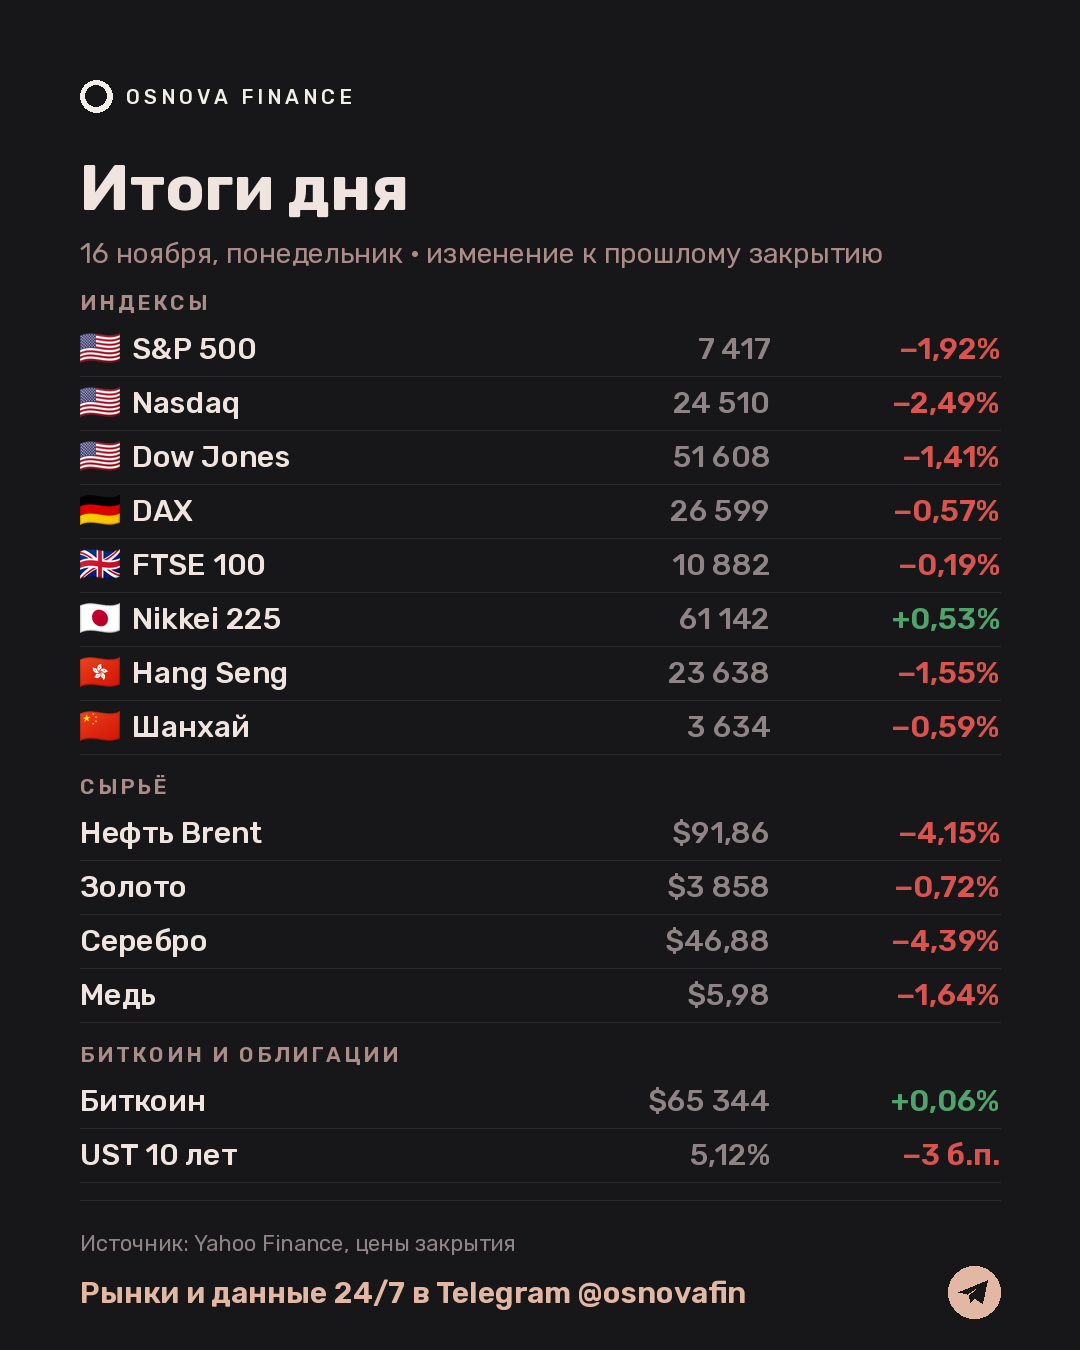 OSNOVA FINANCE
Итоги дня
16 ноября, понедельник • изменение к прошлому закрытию
ИНДЕКСЫ
S&P 500 7 417 −1,92%
Nasdaq 24 510 −2,49%
Dow Jones 51 608 −1,41%
DAX 26 599 −0,57%
FTSE 100 10 882 −0,19%
Nikkei 225 61 142 +0,53%
Hang Seng 23 638 −1,55%
Шанхай 3 634 −0,59%
СЫРЬЁ
Нефть Brent $91,86 −4,15%
Золото $3 858 −0,72%
Серебро $46,88 −4,39%
Медь $5,98 −1,64%
БИТКОИН И ОБЛИГАЦИИ
Биткоин $65 344 +0,06%
UST 10 лет 5,12% −3 б.п.
Источник: Yahoo Finance, цены закрытия
Рынки и данные 24/7 в Telegram @osnovafin